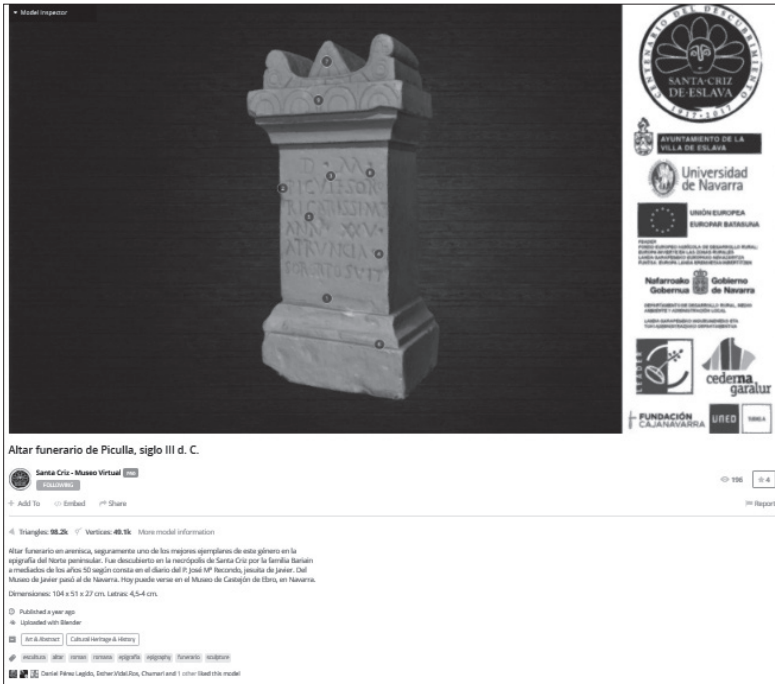 Model Inspector
D · M ·
ANN XXV ·
CENTENARIO DEL DESCUBRIMIENTO
SANTA-CRIZ
DE-ESLAVA
1917-2017
AYUNTAMIENTO DE LA
VILLA DE ESLAVA
Universidad
de Navarra
UNIÓN EUROPEA
EUROPAR BATASUNA
Nafarroako Gobierno
Gobernua de Navarra
LEADER
cederna
garalur
FUNDACIÓN
CAJANAVARRA
UNED
TUDELA
Altar funerario de Piculla, siglo III d. C.
Santa Criz - Museo Virtual PRO
FOLLOWING
196 4
Add To Embed Share Report
Triangles: 98.2k Vertices: 49.1k More model information
Altar funerario en arenisca, seguramente uno de los mejores ejemplares de este género en la
epigrafía del Norte peninsular. Fue descubierto en la necrópolis de Santa Criz por la familia Bariain
a mediados de los años 50 según consta en el diario del P. José Mª Recondo, jesuita de Javier. Del
Museo de Javier pasó al de Navarra. Hoy puede verse en el Museo de Castejón de Ebro, en Navarra.
Dimensiones: 104 x 51 x 27 cm. Letras: 4,5-4 cm.
Published a year ago
Uploaded with Blender
Art & Abstract Cultural Heritage & History
escultura altar roman romana epigrafía epigraphy funerario sculpture
Daniel Pérez Legido, Esther.Vidal.Ros, Chumari and 1 other liked this model